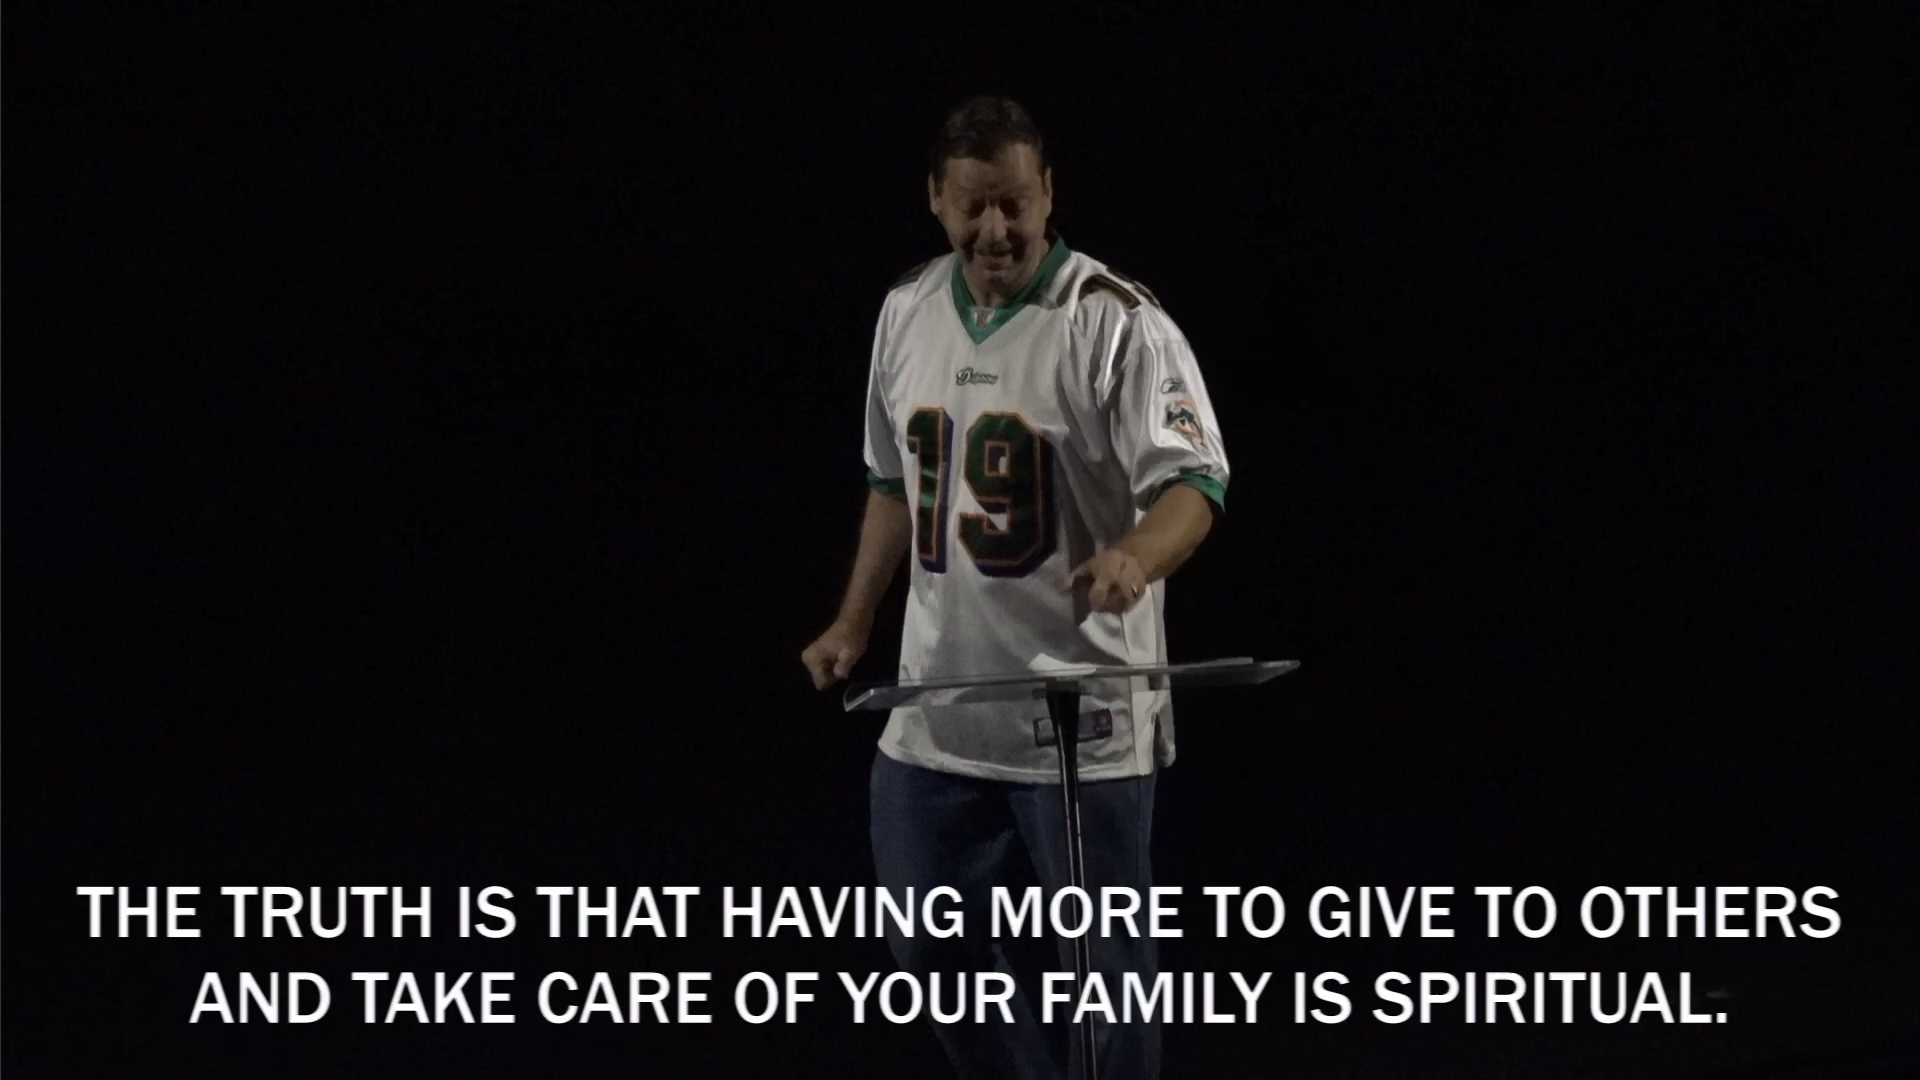 Dolphins
19
THE TRUTH IS THAT HAVING MORE TO GIVE TO OTHERS
AND TAKE CARE OF YOUR FAMILY IS SPIRITUAL.